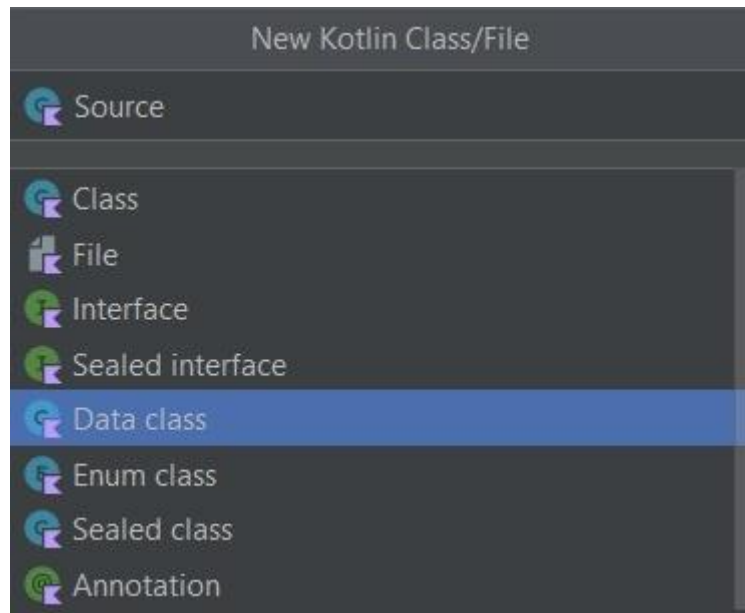 New Kotlin Class/File
Source
Class
File
Interface
Sealed interface
Data class
Enum class
Sealed class
Annotation